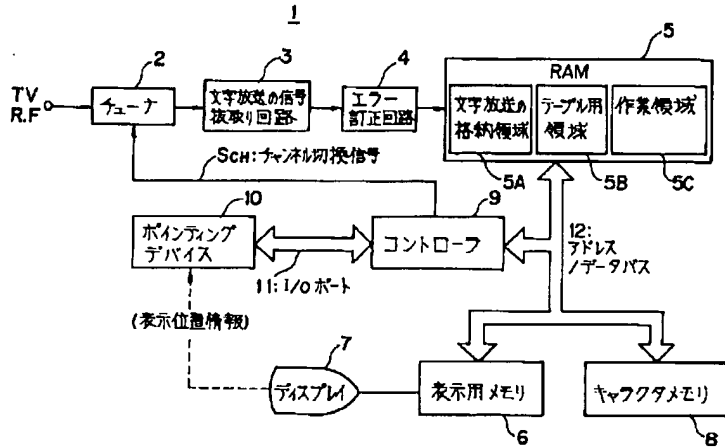 1
2
3
4
5
TV
R.F
チューナ
文字放送の信号
抜取り回路
エラー
訂正回路
RAM
文字放送の
格納領域
テーブル用
領域
作業領域
5A
5B
5C
SCH:チャンネル切換信号
10
9
ポインティング
デバイス
コントローラ
11:I/Oポート
12:
アドレス
/データバス
(表示位置情報)
7
ディスプレイ
表示用メモリ
キャラクタメモリ
6
8